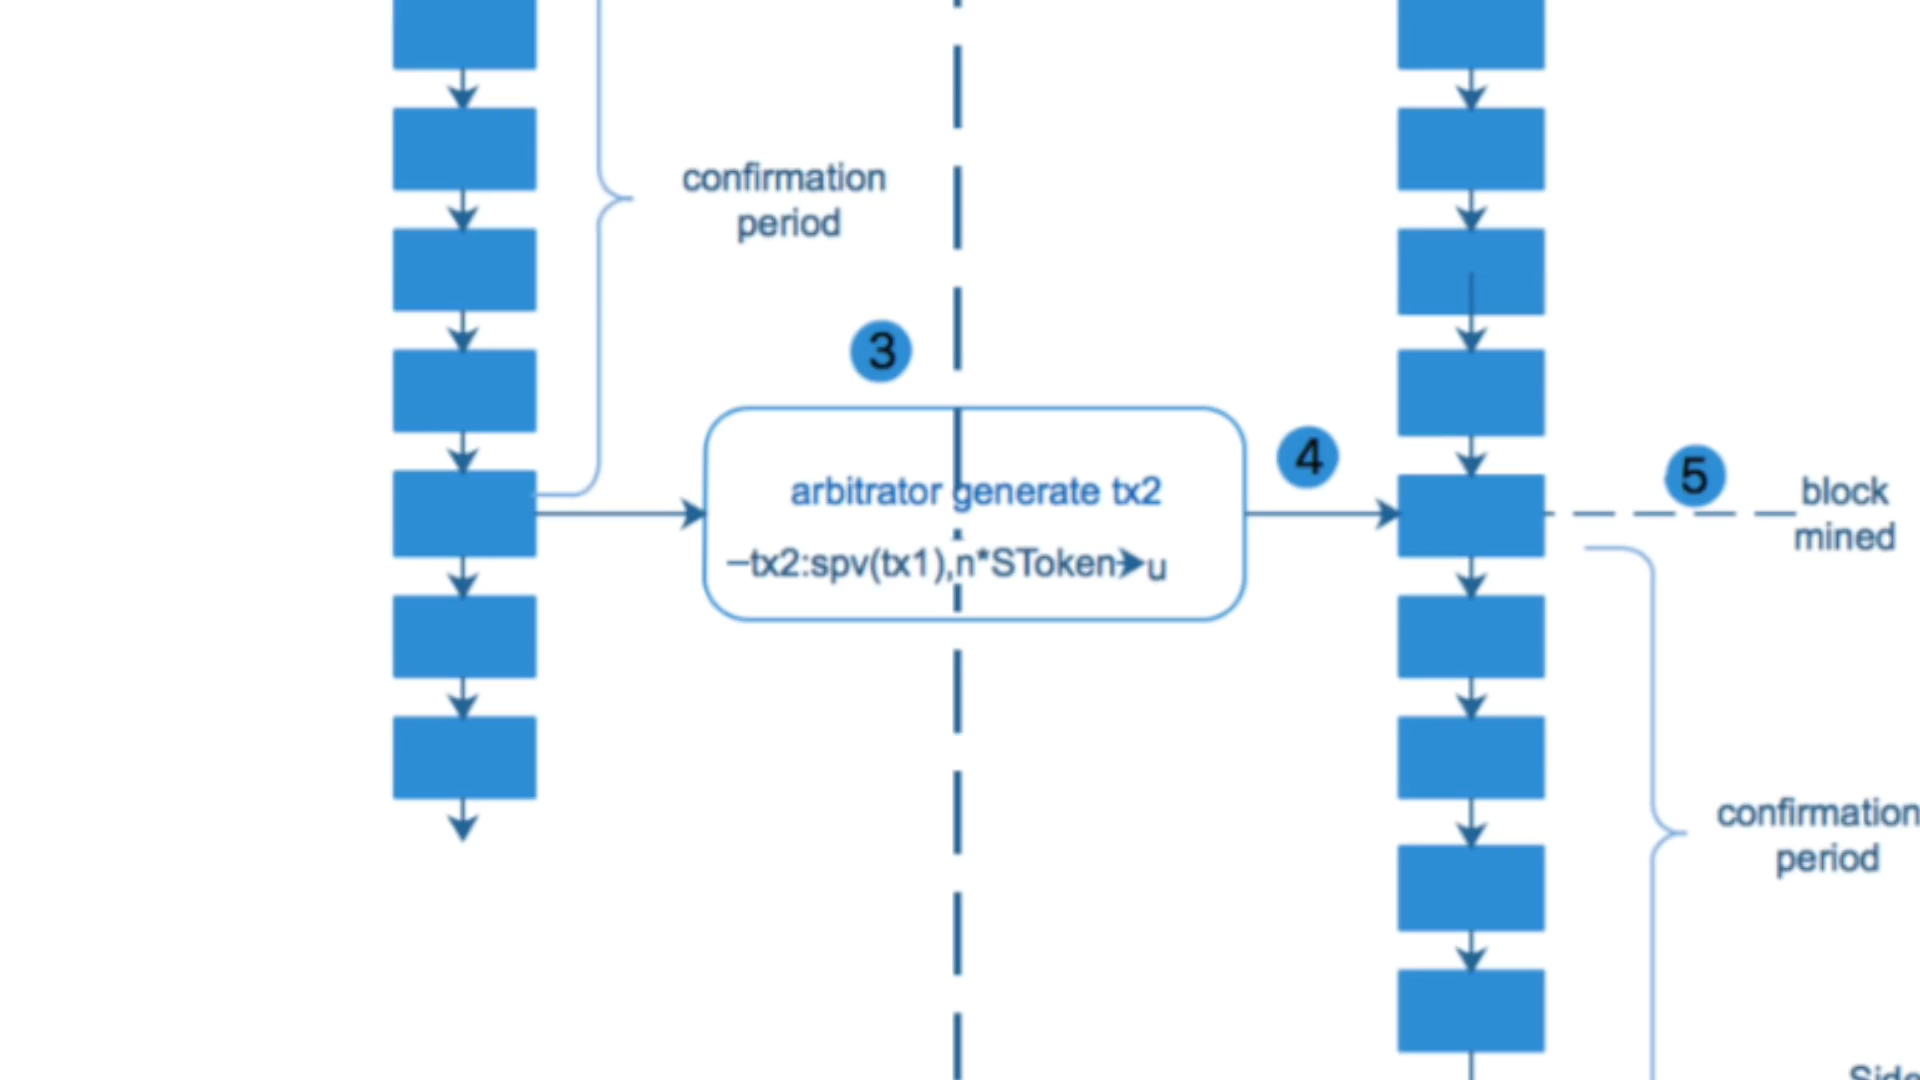 confirmation
period
3
arbitrator generate tx2
tx2:spv(tx1),n*SToken
u
4
5
block
mined
confirmation
period